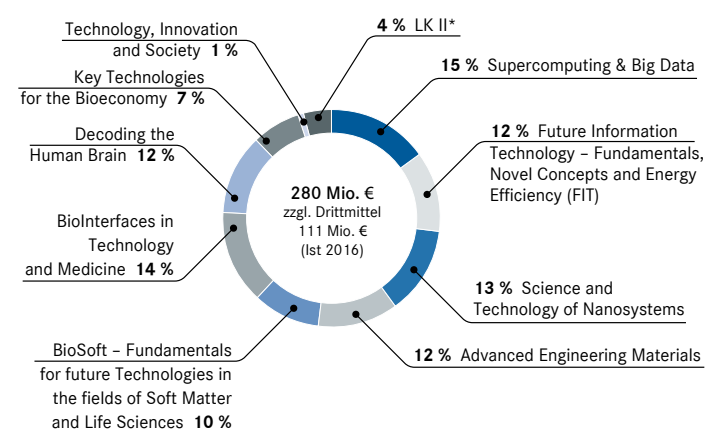 Technology, Innovation
and Society 1 %
4 % LK II*
15 % Supercomputing & Big Data
Key Technologies
for the Bioeconomy 7 %
Decoding the
Human Brain 12 %
12 % Future Information
Technology – Fundamentals,
Novel Concepts and Energy
Efficiency (FIT)
280 Mio. €
zzgl. Drittmittel
111 Mio. €
(Ist 2016)
BioInterfaces in
Technology
and Medicine 14 %
13 % Science and
Technology of Nanosystems
12 % Advanced Engineering Materials
BioSoft – Fundamentals
for future Technologies in
the fields of Soft Matter
and Life Sciences 10 %